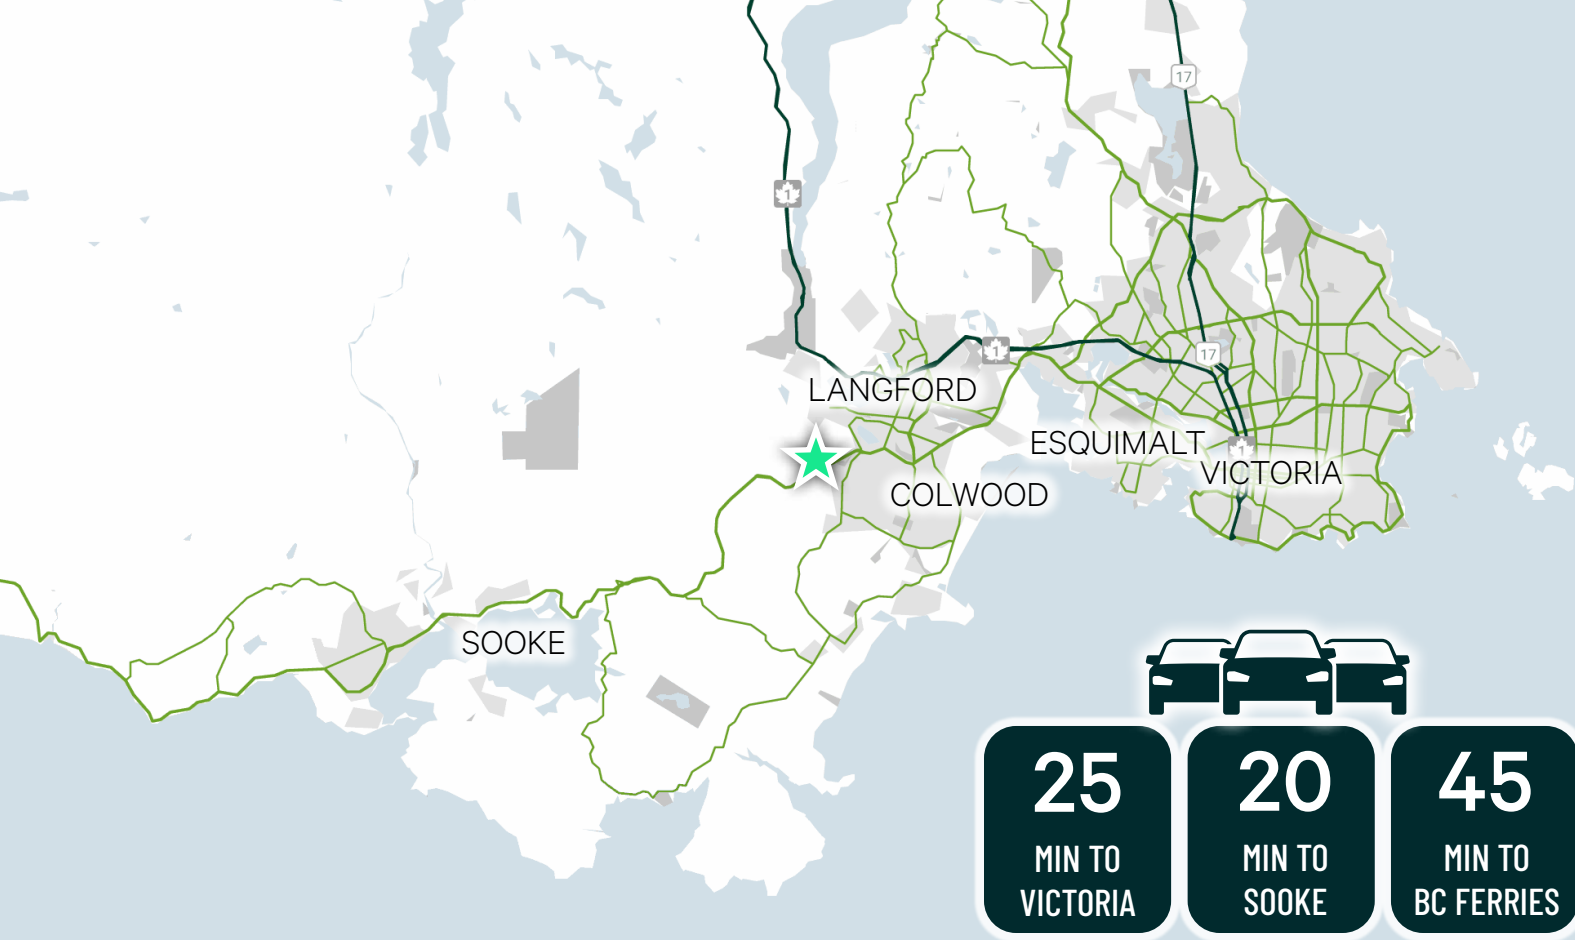 17
1
17
1
LANGFORD
ESQUIMALT
1
VICTORIA
COLWOOD
SOOKE
25
MIN TO
VICTORIA
20
MIN TO
SOOKE
45
MIN TO
BC FERRIES